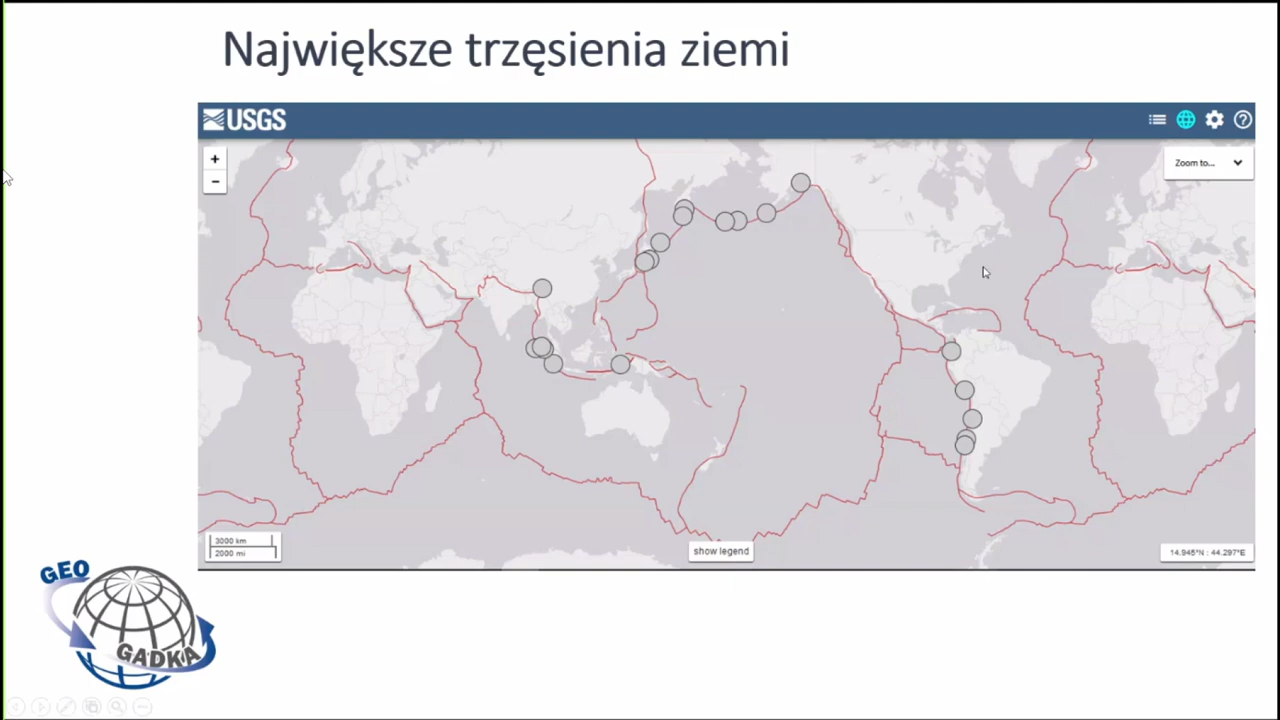 Największe trzęsienia ziemi
USGS
+
−
Zoom to...
3000 km
2000 mi
show legend
14.945°N : 44.297°E
GEO
GADKA